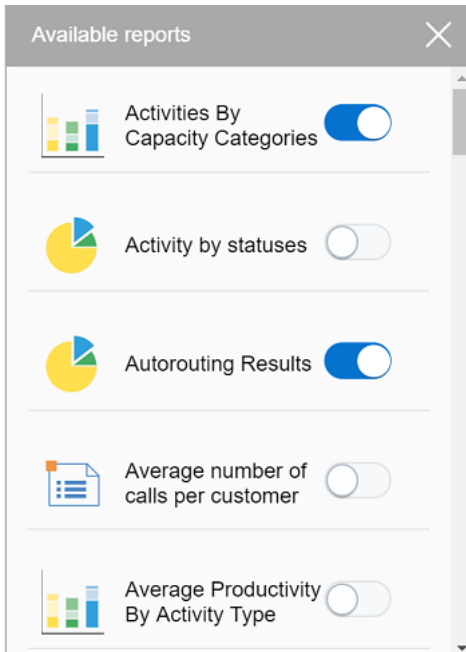 Available reports
Activities By
Capacity Categories
Activity by statuses
Autorouting Results
Average number of
calls per customer
Average Productivity
By Activity Type